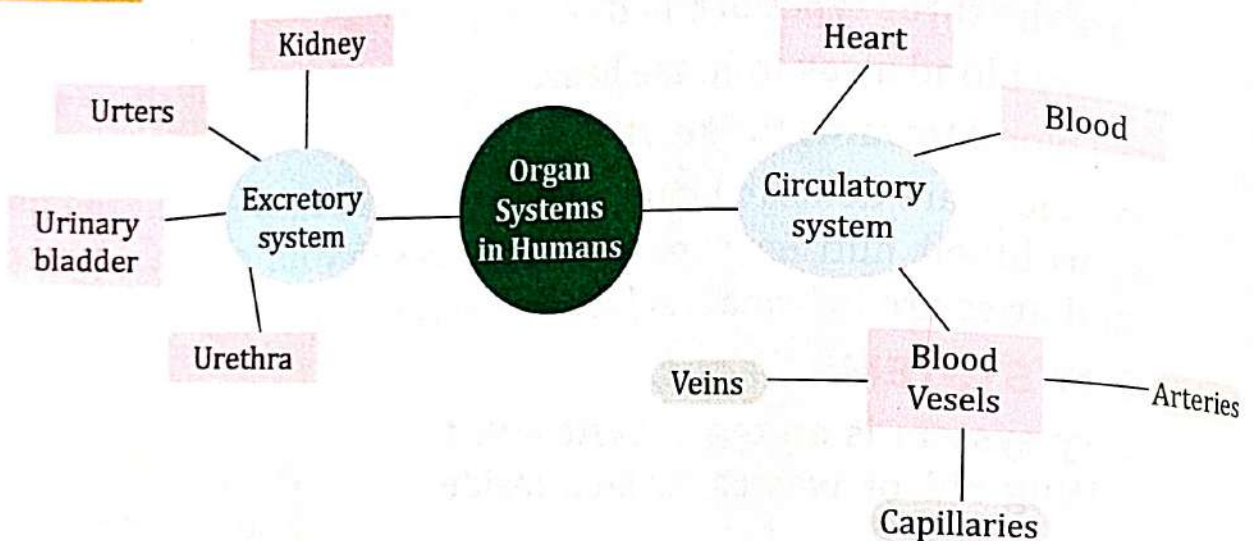 Kidney
Heart
Urters
Blood
Organ
Systems
in Humans
Excretory
system
Circulatory
system
Urinary
bladder
Urethra
Blood
Vesels
Veins
Arteries
Capillaries